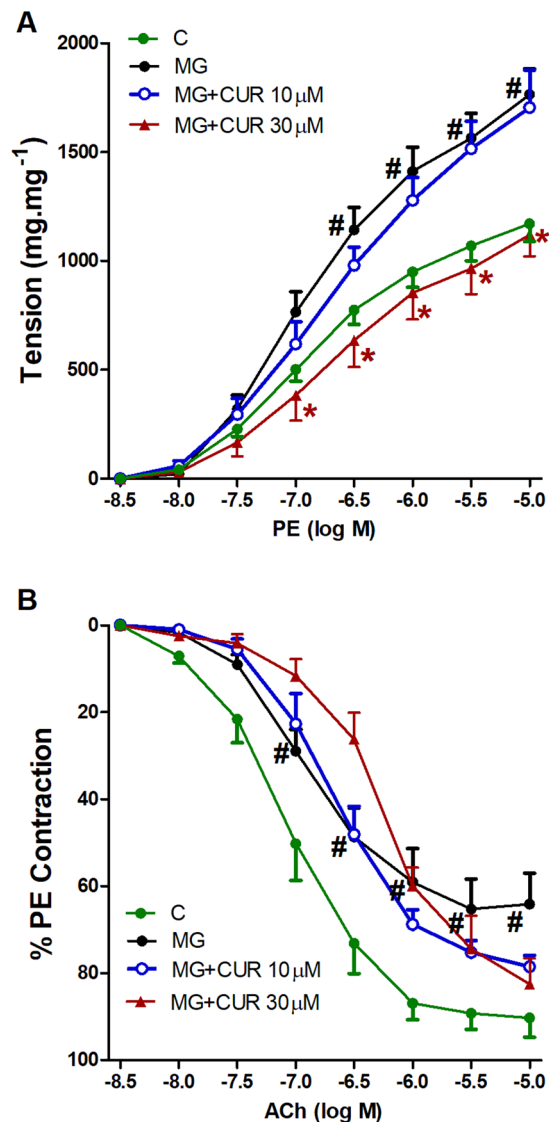 A
C
MG
MG+CUR 10μM
MG+CUR 30μM
Tension (mg.mg⁻¹)
2000
1500
1000
500
0
# # # # #
* * * * *
-8.5 -8.0 -7.5 -7.0 -6.5 -6.0 -5.5 -5.0
PE (log M)
B
% PE Contraction
0
20
40
60
80
100
# # # # #
C
MG
MG+CUR 10μM
MG+CUR 30μM
-8.5 -8.0 -7.5 -7.0 -6.5 -6.0 -5.5 -5.0
ACh (log M)